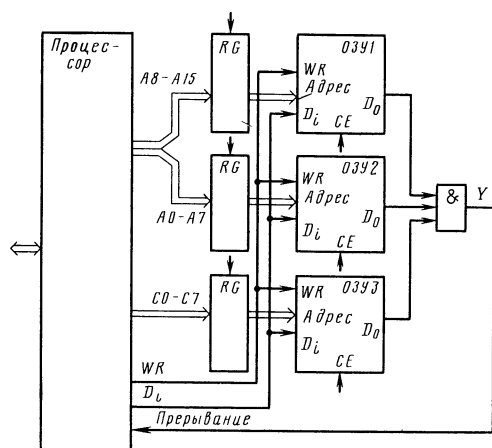 Процес-
сор
A8-A15
A0-A7
C0-C7
WR
Di
Прерывание
RG
RG
RG
ОЗУ1
WR
Адрес
Di
CE
Do
ОЗУ2
WR
Адрес
Di
CE
Do
ОЗУ3
WR
Адрес
Di
CE
Do
&
Y